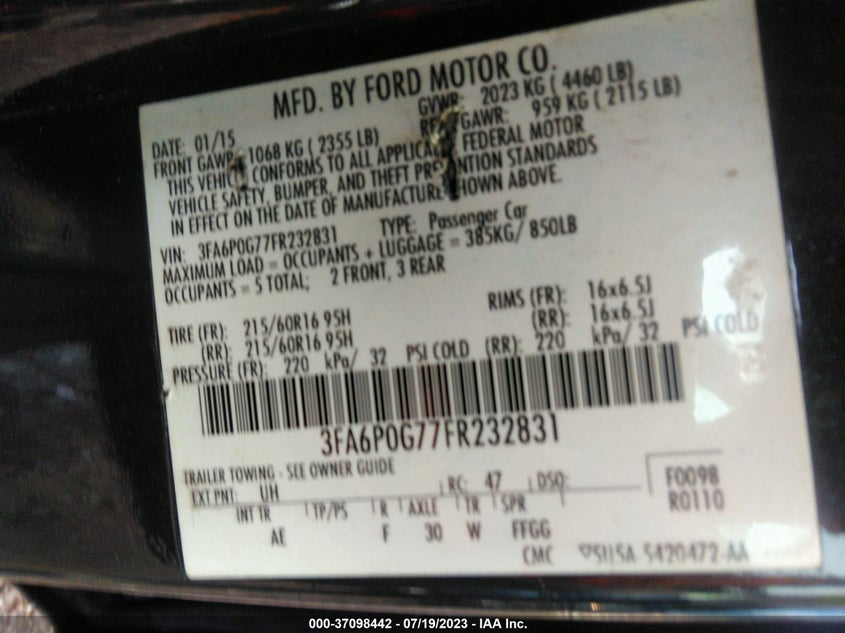 MFD. BY FORD MOTOR CO.
DATE: 01/15 GVWR: 2023 KG ( 4460 LB)
FRONT GAWR: 1068 KG ( 2355 LB) GAWR: 959 KG ( 2115 LB)
THIS VEHICLE CONFORMS TO ALL FEDERAL MOTOR
VEHICLE SAFETY, BUMPER, AND THEFT STANDARDS
IN EFFECT ON THE DATE OF MANUFACTURE SHOWN ABOVE.
VIN: 3FA6P0G77FR232831 TYPE: Passenger Car
MAXIMUM LOAD = OCCUPANTS + LUGGAGE = 385KG/ 850LB
OCCUPANTS = 5 TOTAL; 2 FRONT, 3 REAR
TIRE (FR): 215/60R16 95H RIMS (FR): 16x6.5J
(RR): 215/60R16 95H (RR): 16x6.5J
PRESSURE (FR): 220 kPa/ 32 PSI COLD (RR): 220 kPa/ 32 PSI COLD
3FA6P0G77FR232831
TRAILER TOWING - SEE OWNER GUIDE
EXT PNT: UH RC: 47 DSO: F0098
R0110
INT TR TP/PS R AXLE TR SPR
AE F 30 W FFGG
CMC 5420472-AA
000-37098442 - 07/19/2023 - IAA Inc.